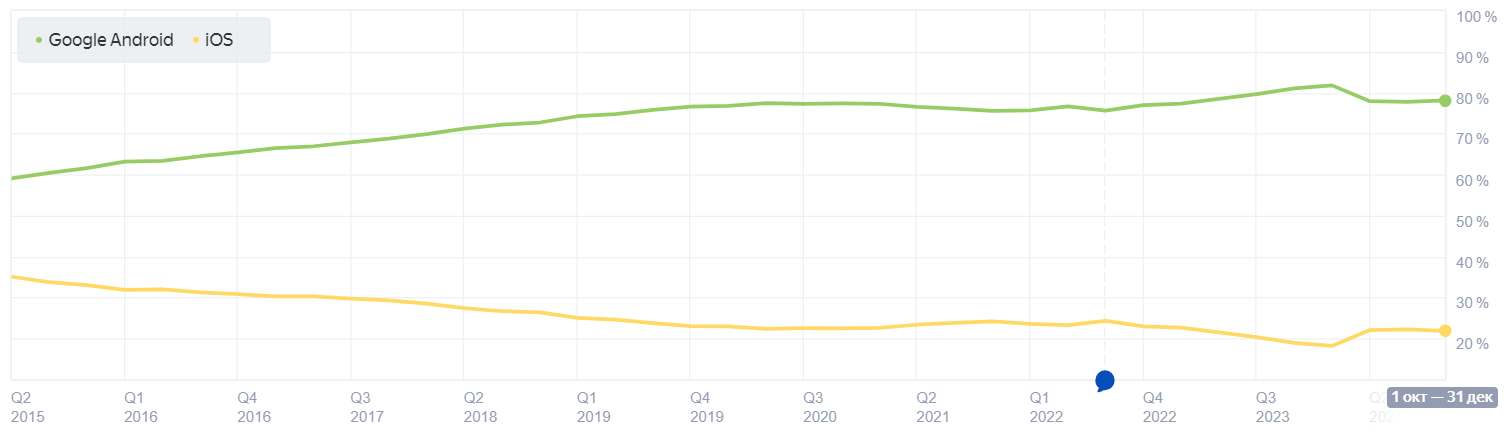 Google Android
iOS
100 %
90 %
80 %
70 %
60 %
50 %
40 %
30 %
20 %
Q2 Q1 Q4 Q3 Q2 Q1 Q4 Q3 Q2 Q1 Q4 Q3
2015 2016 2016 2017 2018 2019 2019 2020 2021 2022 2022 2023
1 окт — 31 дек